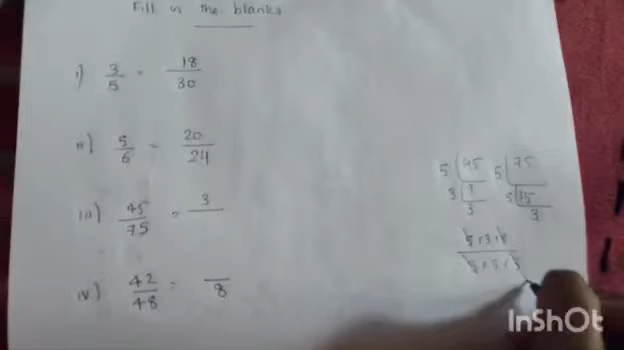 Fill in the blanks
i) 3/5 = 18/30
ii) 5/6 = 20/24
iii) 45/75 = 3/
iv) 42/48 = /8
5 45 5 75
3 5 15
3 3
InShOt